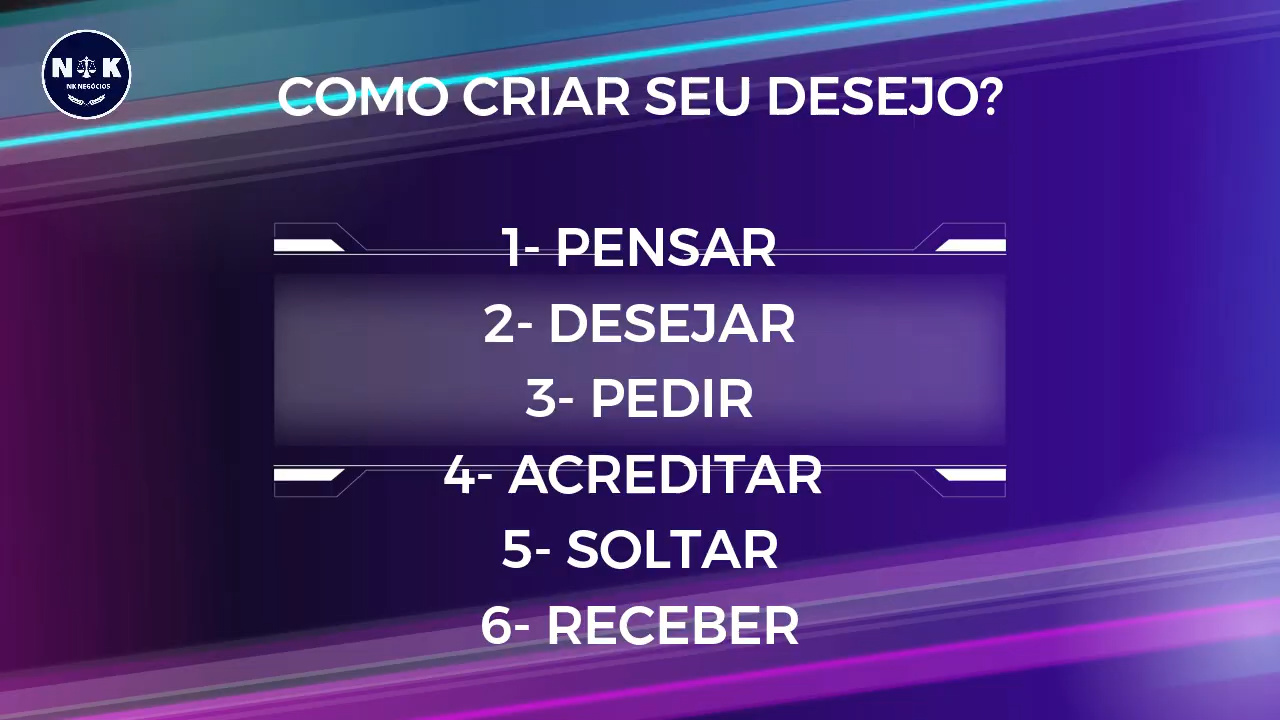 N K
NK NEGÓCIOS
COMO CRIAR SEU DESEJO?
1- PENSAR
2- DESEJAR
3- PEDIR
4- ACREDITAR
5- SOLTAR
6- RECEBER